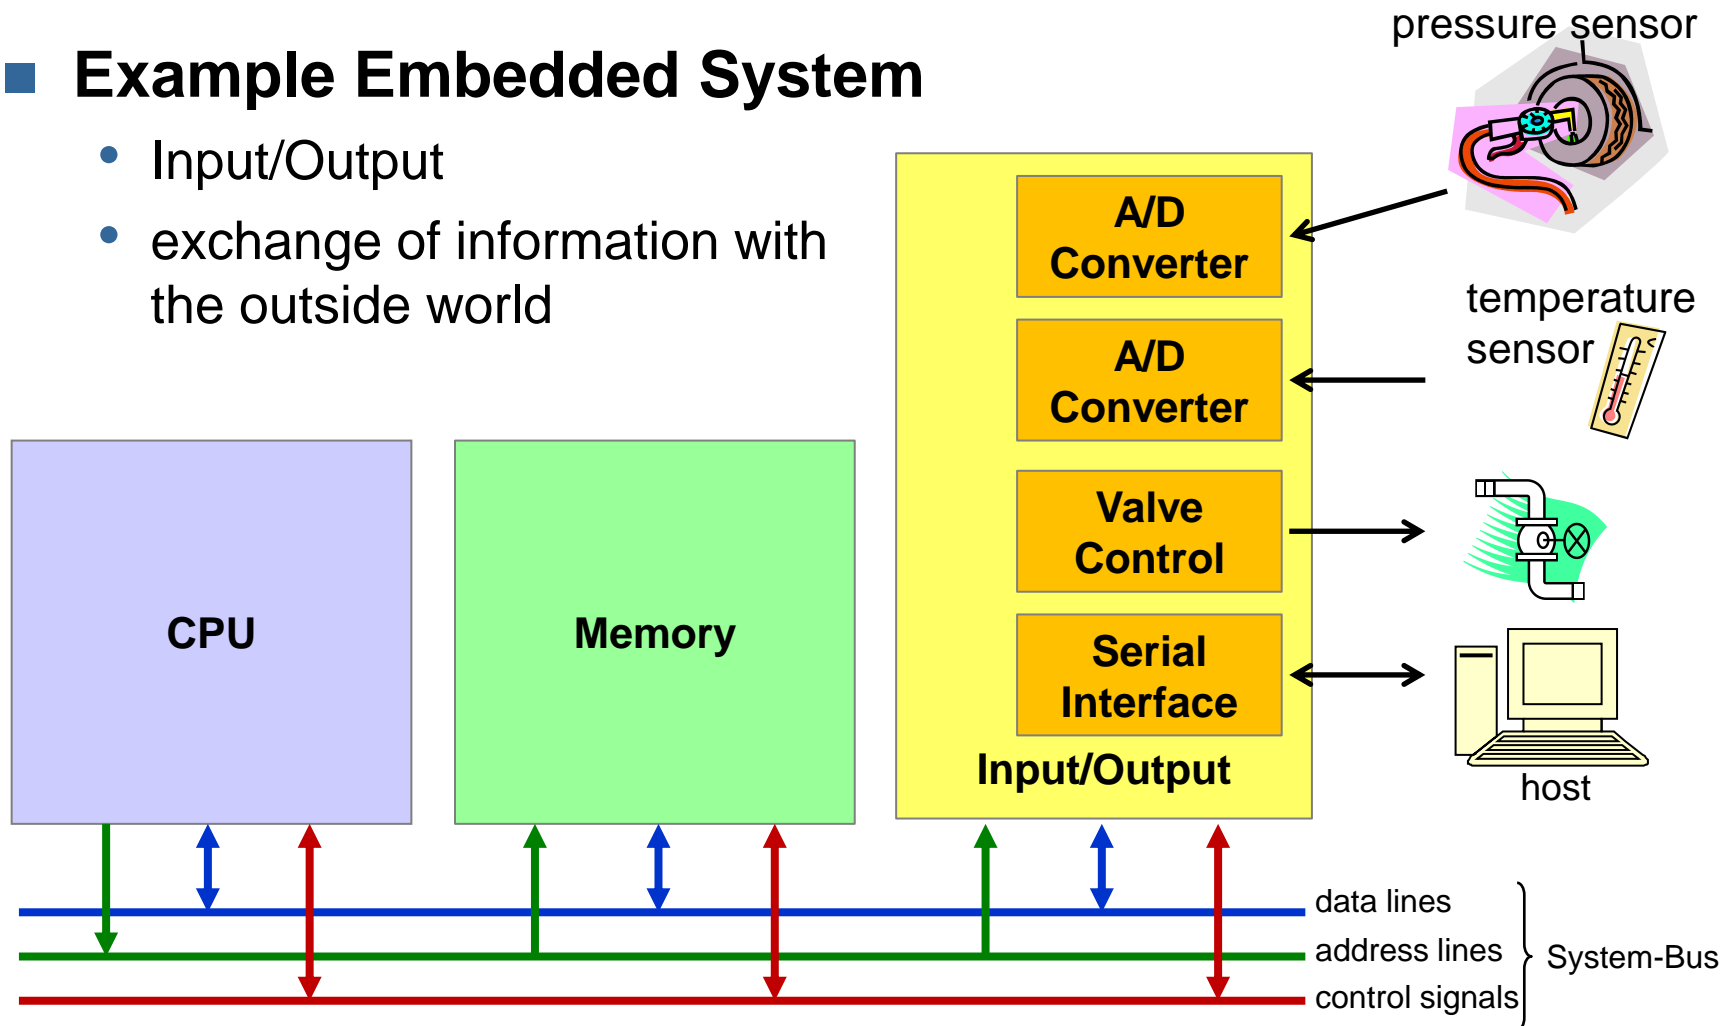 pressure sensor
Example Embedded System
Input/Output
exchange of information with
the outside world
A/D
Converter
temperature
sensor
A/D
Converter
Valve
Control
CPU
Memory
Serial
Interface
Input/Output
host
data lines
address lines
System-Bus
control signals